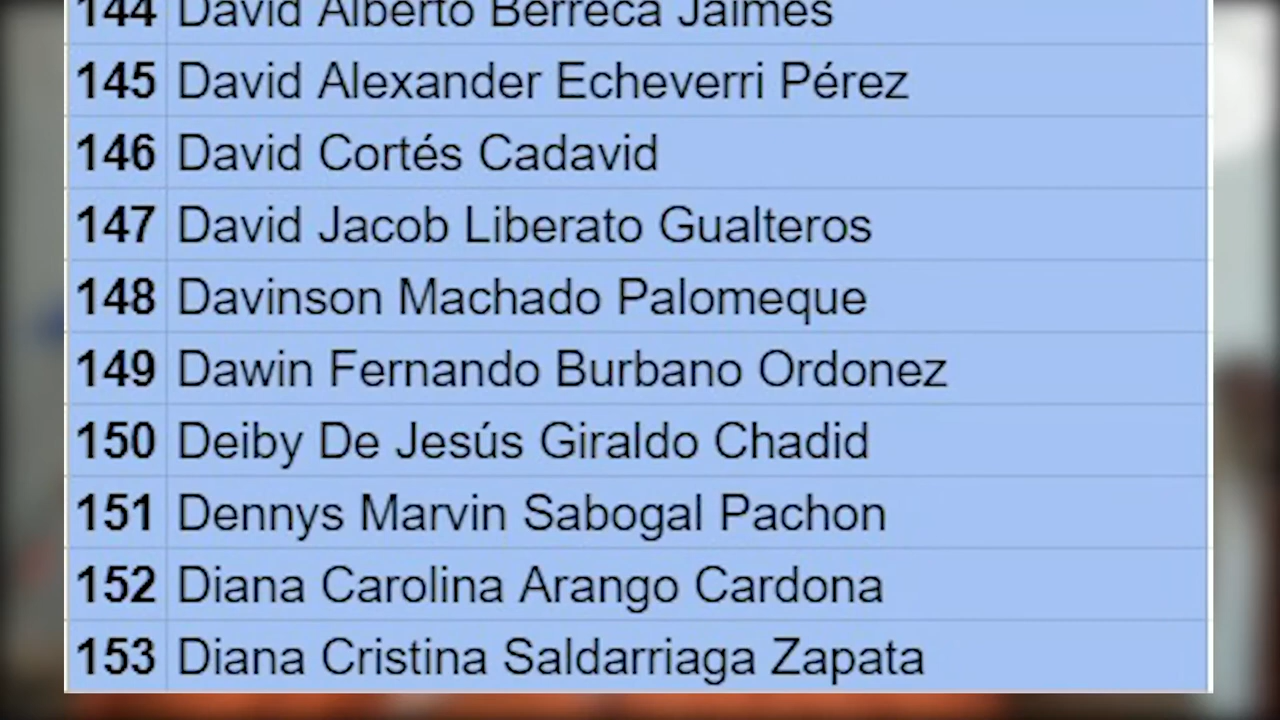 144 David Alberto Berreca Jaimes
145 David Alexander Echeverri Pérez
146 David Cortés Cadavid
147 David Jacob Liberato Gualteros
148 Davinson Machado Palomeque
149 Dawin Fernando Burbano Ordonez
150 Deiby De Jesús Giraldo Chadid
151 Dennys Marvin Sabogal Pachon
152 Diana Carolina Arango Cardona
153 Diana Cristina Saldarriaga Zapata